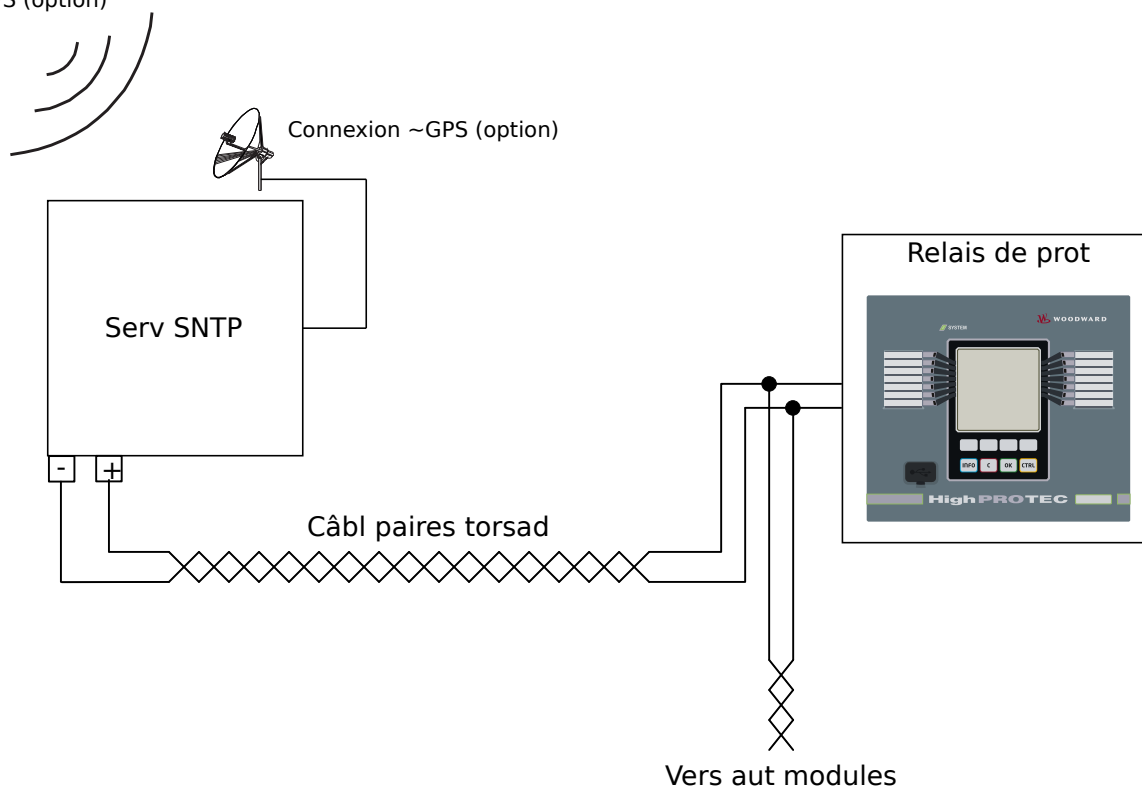 S (option)
Connexion ~GPS (option)
Serv SNTP
-
+
Câbl paires torsad
Relais de prot
WOODWARD
SYSTEM
INFO C OK CTRL
HighPROTEC
Vers aut modules